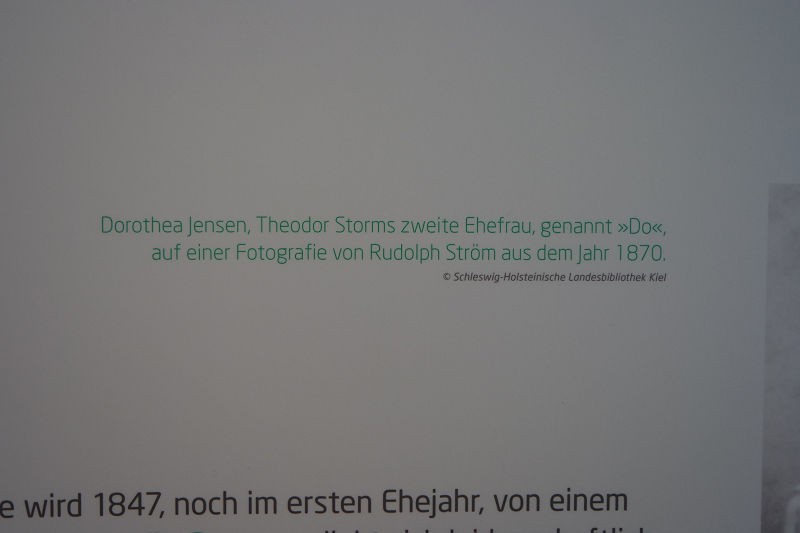 Dorothea Jensen, Theodor Storms zweite Ehefrau, genannt »Do«,
auf einer Fotografie von Rudolph Ström aus dem Jahr 1870.
© Schleswig-Holsteinische Landesbibliothek Kiel
e wird 1847, noch im ersten Ehejahr, von einem